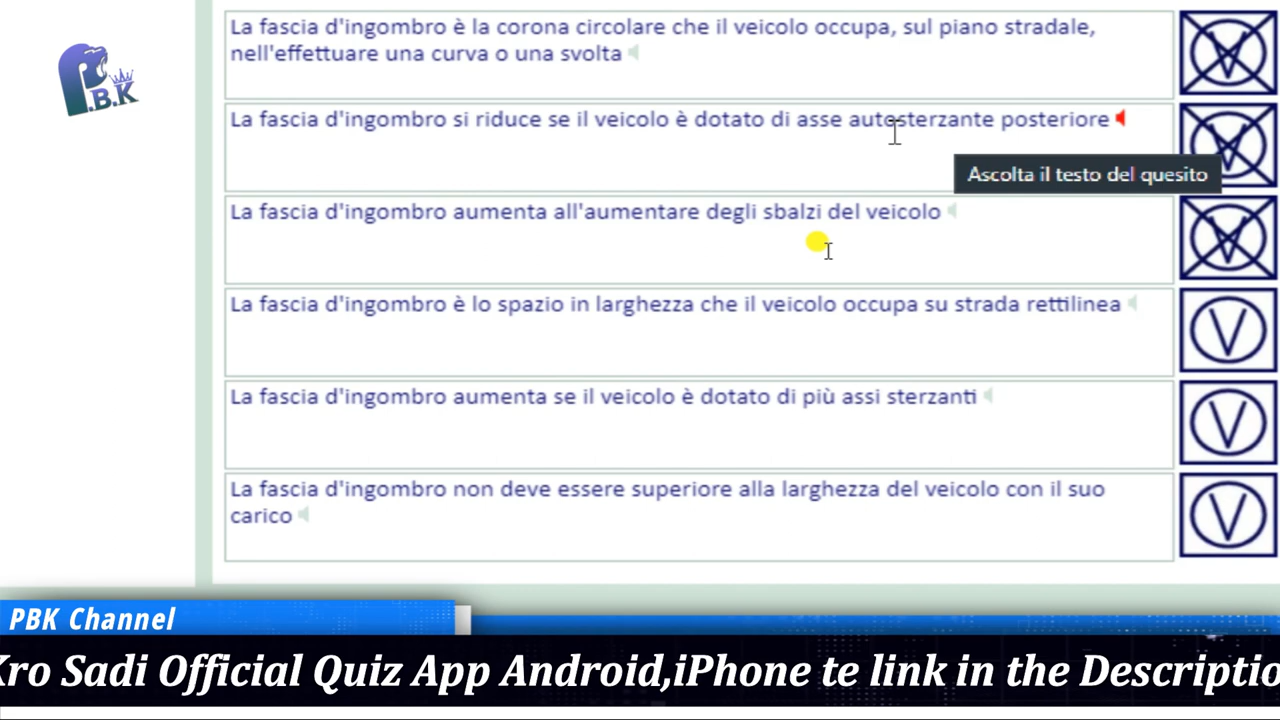 La fascia d'ingombro è la corona circolare che il veicolo occupa, sul piano stradale,
nell'effettuare una curva o una svolta
V
P.B.K
La fascia d'ingombro si riduce se il veicolo è dotato di asse autosterzante posteriore
V
Ascolta il testo del quesito
La fascia d'ingombro aumenta all'aumentare degli sbalzi del veicolo
V
La fascia d'ingombro è lo spazio in larghezza che il veicolo occupa su strada rettilinea
V
La fascia d'ingombro aumenta se il veicolo è dotato di più assi sterzanti
V
La fascia d'ingombro non deve essere superiore alla larghezza del veicolo con il suo
carico
V
PBK Channel
Kro Sadi Official Quiz App Android,iPhone te link in the Descriptio